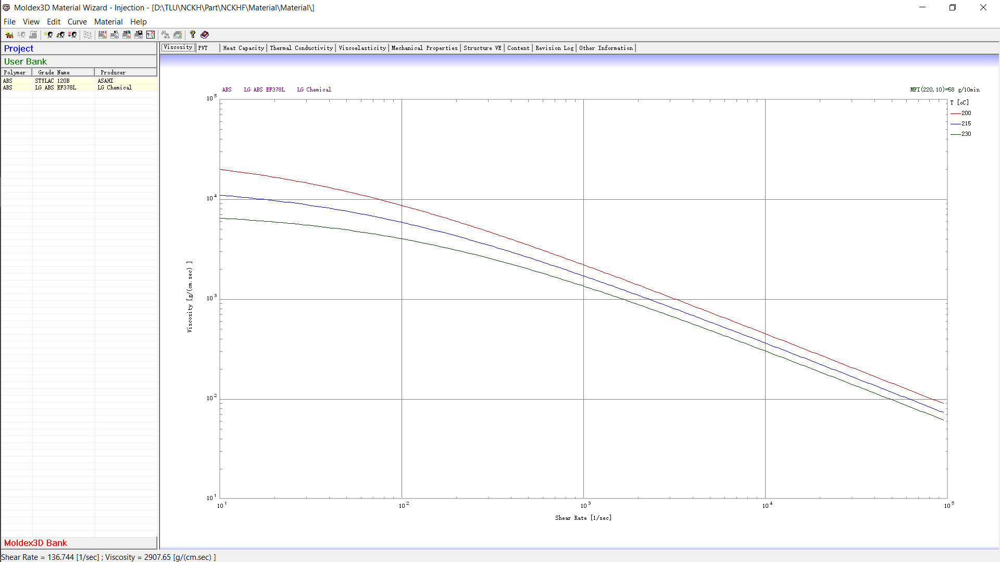 Moldex3D Material Wizard - Injection - [D:\TLU\NCKH\Part\NCKHF\Material\Material\]
File View Edit Curve Material Help
Project
User Bank
Polymer Grade Name Producer
ABS STYLAC 120B ASAHI
ABS LG ABS EF378L LG Chemical
Moldex3D Bank
Viscosity PVT Heat Capacity Thermal Conductivity Viscoelasticity Mechanical Properties Structure VE Content Revision Log Other Information
ABS LG ABS EF378L LG Chemical
MFI(220,10)=58 g/10min
T [oC]
200
215
230
10^5
10^4
10^3
10^2
10^1
Viscosity [g/(cm.sec) ]
10^1 10^2 10^3 10^4 10^5
Shear Rate [1/sec]
Shear Rate = 136.744 [1/sec] ; Viscosity = 2907.65 [g/(cm.sec) ]